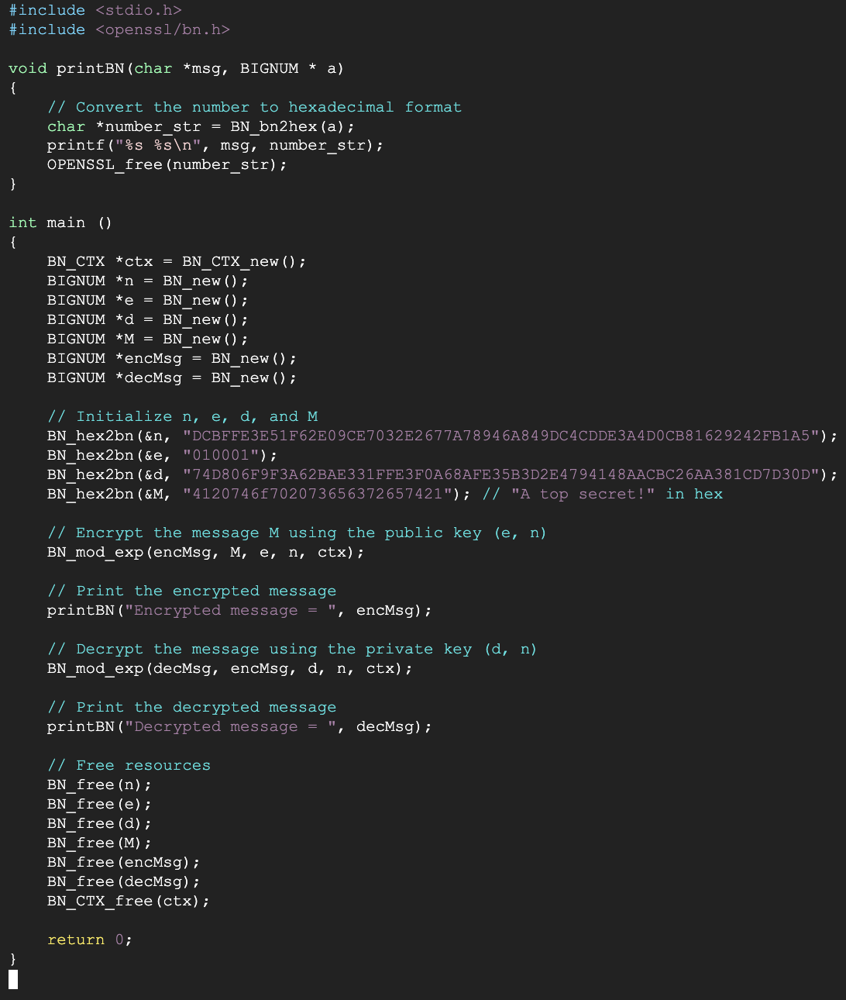 #include <stdio.h>
#include <openssl/bn.h>

void printBN(char *msg, BIGNUM * a)
{
    // Convert the number to hexadecimal format
    char *number_str = BN_bn2hex(a);
    printf("%s %s\n", msg, number_str);
    OPENSSL_free(number_str);
}

int main ()
{
    BN_CTX *ctx = BN_CTX_new();
    BIGNUM *n = BN_new();
    BIGNUM *e = BN_new();
    BIGNUM *d = BN_new();
    BIGNUM *M = BN_new();
    BIGNUM *encMsg = BN_new();
    BIGNUM *decMsg = BN_new();

    // Initialize n, e, d, and M
    BN_hex2bn(&n, "DCBFFE3E51F62E09CE7032E2677A78946A849DC4CDDE3A4D0CB81629242FB1A5");
    BN_hex2bn(&e, "010001");
    BN_hex2bn(&d, "74D806F9F3A62BAE331FFE3F0A68AFE35B3D2E4794148AACBC26AA381CD7D30D");
    BN_hex2bn(&M, "4120746f702073656372657421"); // "A top secret!" in hex

    // Encrypt the message M using the public key (e, n)
    BN_mod_exp(encMsg, M, e, n, ctx);

    // Print the encrypted message
    printBN("Encrypted message = ", encMsg);

    // Decrypt the message using the private key (d, n)
    BN_mod_exp(decMsg, encMsg, d, n, ctx);

    // Print the decrypted message
    printBN("Decrypted message = ", decMsg);

    // Free resources
    BN_free(n);
    BN_free(e);
    BN_free(d);
    BN_free(M);
    BN_free(encMsg);
    BN_free(decMsg);
    BN_CTX_free(ctx);

    return 0;
}